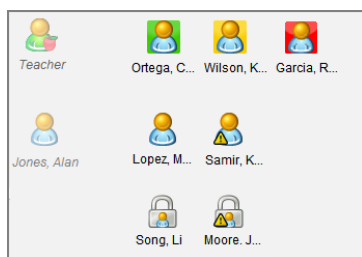 Teacher
Ortega, C...
Wilson, K...
Garcia, R...
Jones, Alan
Lopez, M...
Samir, K...
Song, Li
Moore. J...